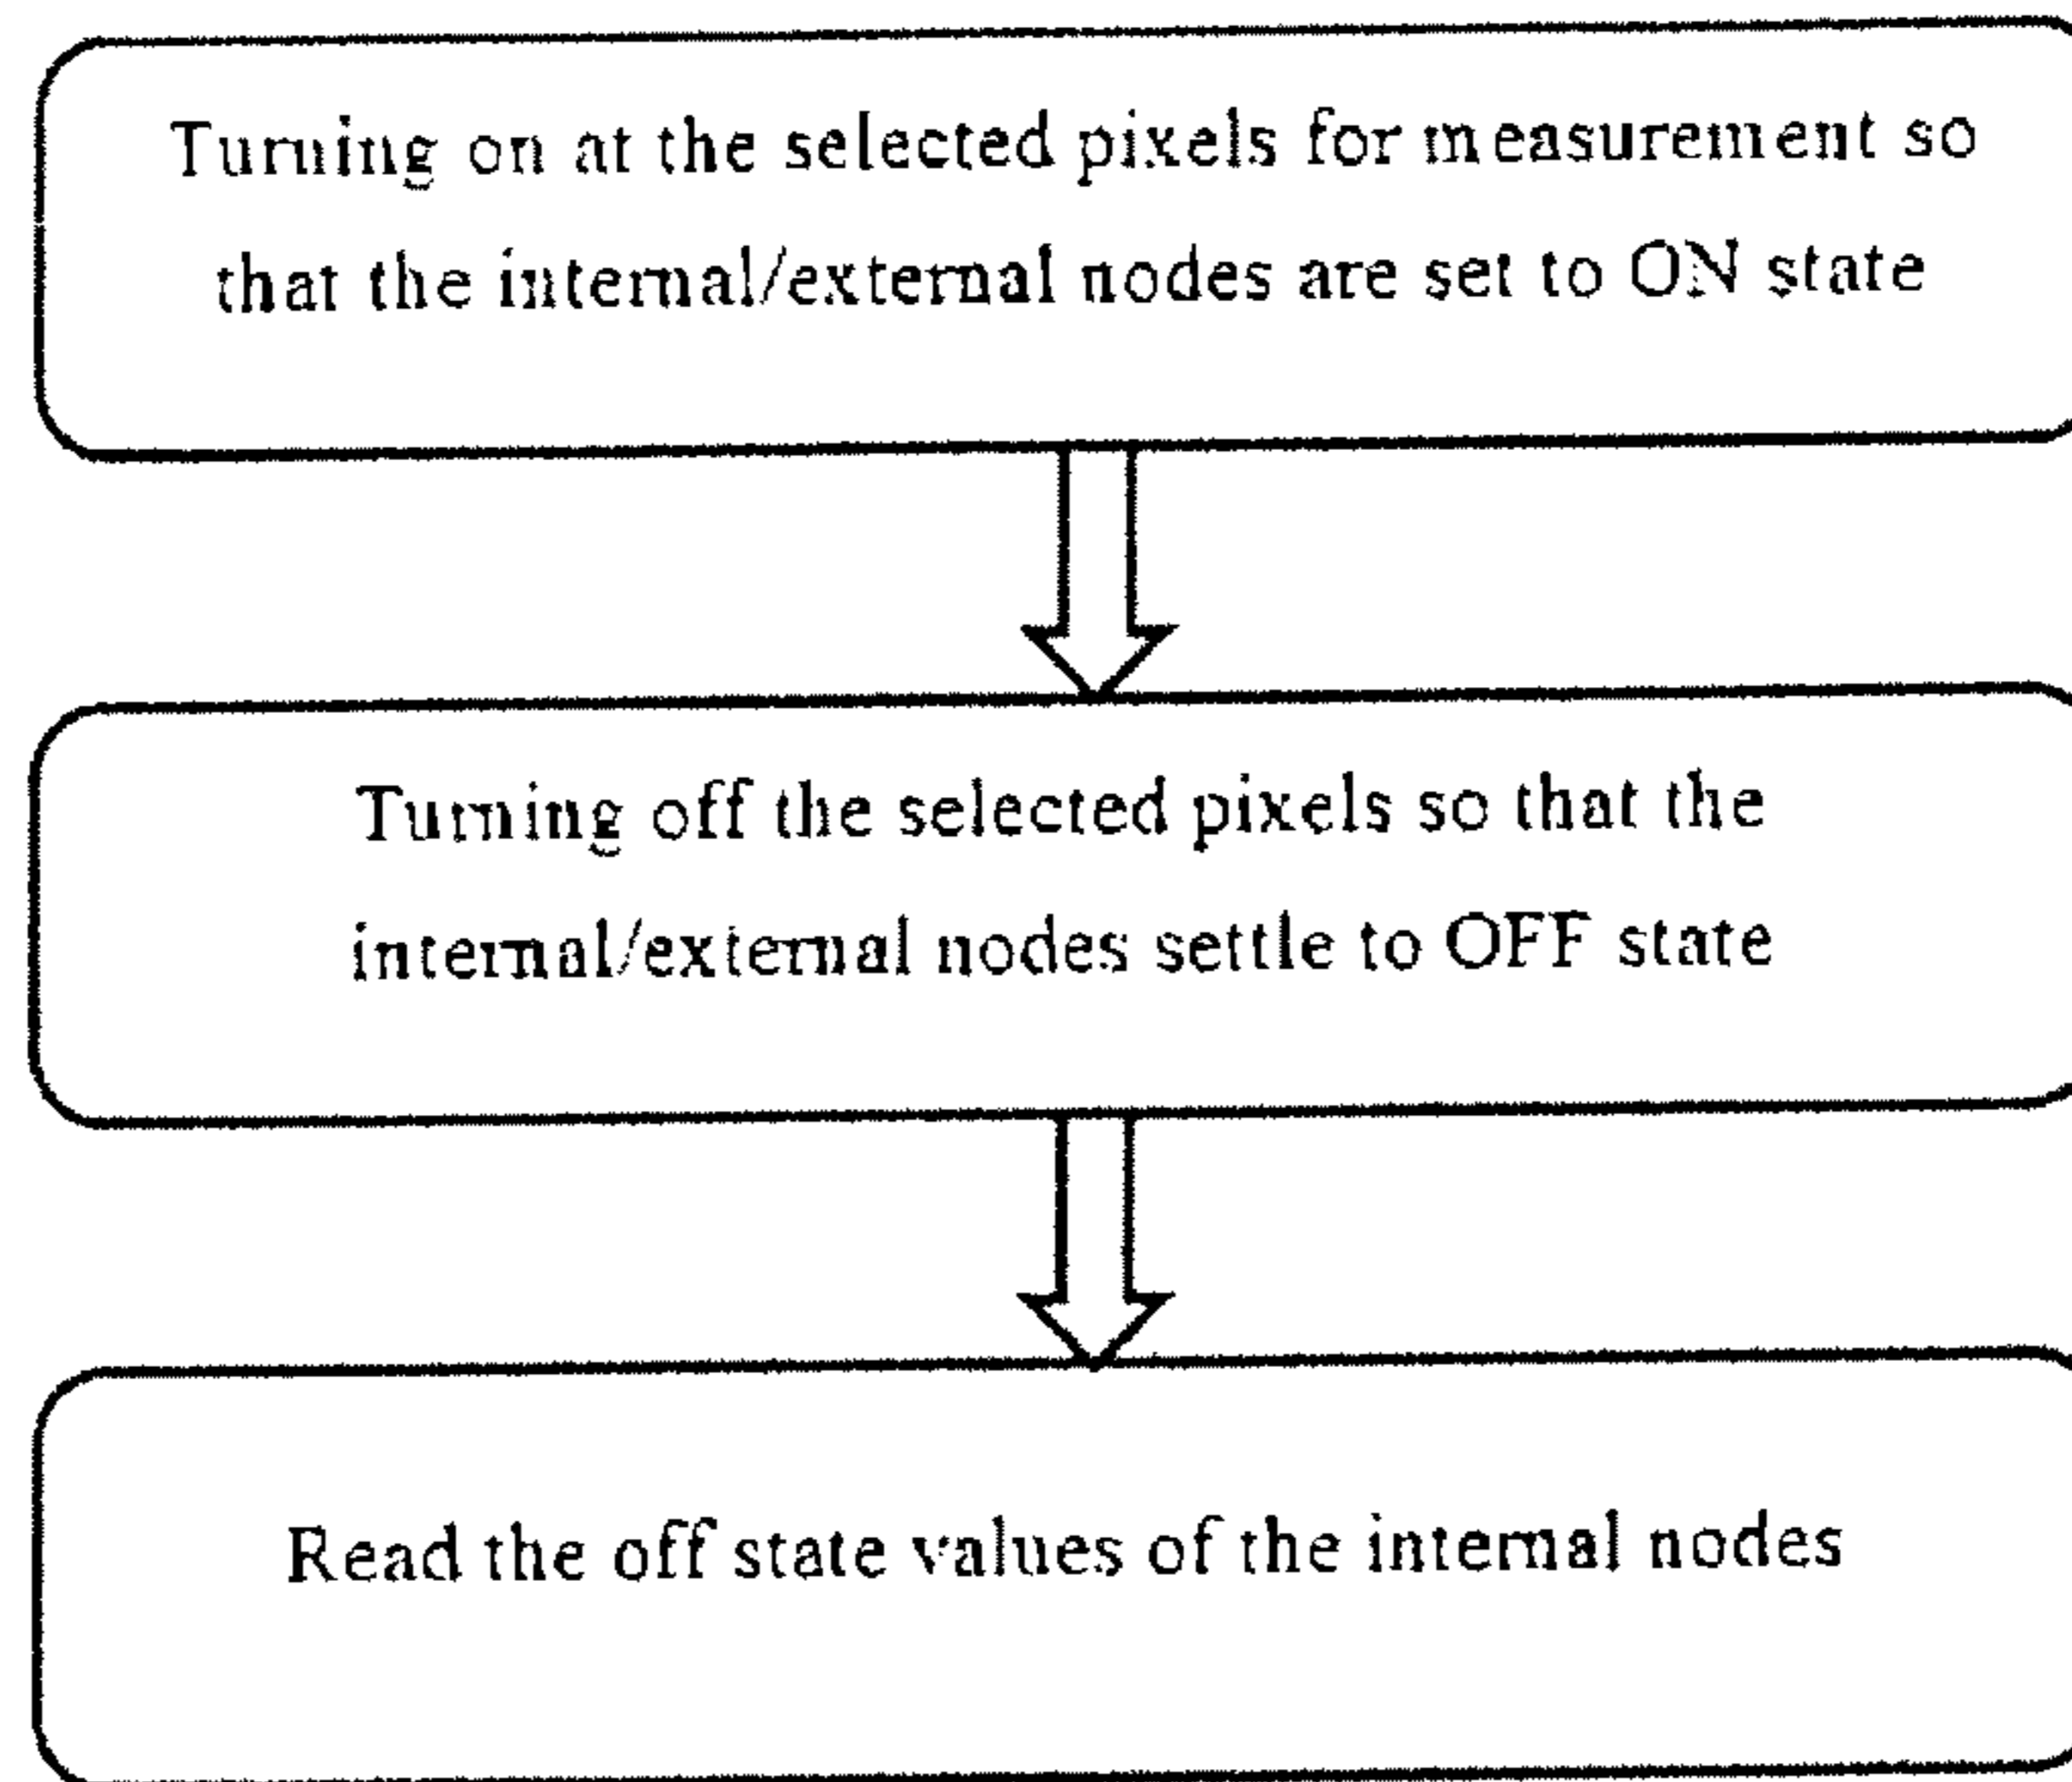 Turning on at the selected pixels for measurement so
that the internal/external nodes are set to ON state
Turning off the selected pixels so that the
internal/external nodes settle to OFF state
Read the off state values of the internal nodes